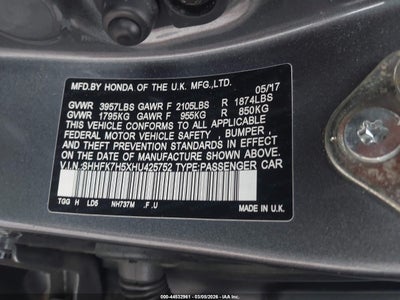 MFD.BY HONDA OF THE U.K. MFG.,LTD. 05/17
GVWR 3957LBS GAWR F 2105LBS R 1874LBS
GVWR 1795KG GAWR F 955KG R 850KG
THIS VEHICLE CONFORMS TO ALL APPLICABLE
FEDERAL MOTOR VEHICLE SAFETY, BUMPER,
AND THEFT PREVENTION STANDARDS IN
EFFECT ON THE DATE OF MANUFACTURE
SHOWN ABOVE.
V.I.N.:SHHFK7H5XHU425752 TYPE:PASSENGER CAR
TGG H LD5 NH737M .F.U MADE IN U.K.
000-44532961 - 03/05/2026 - IAA, Inc.